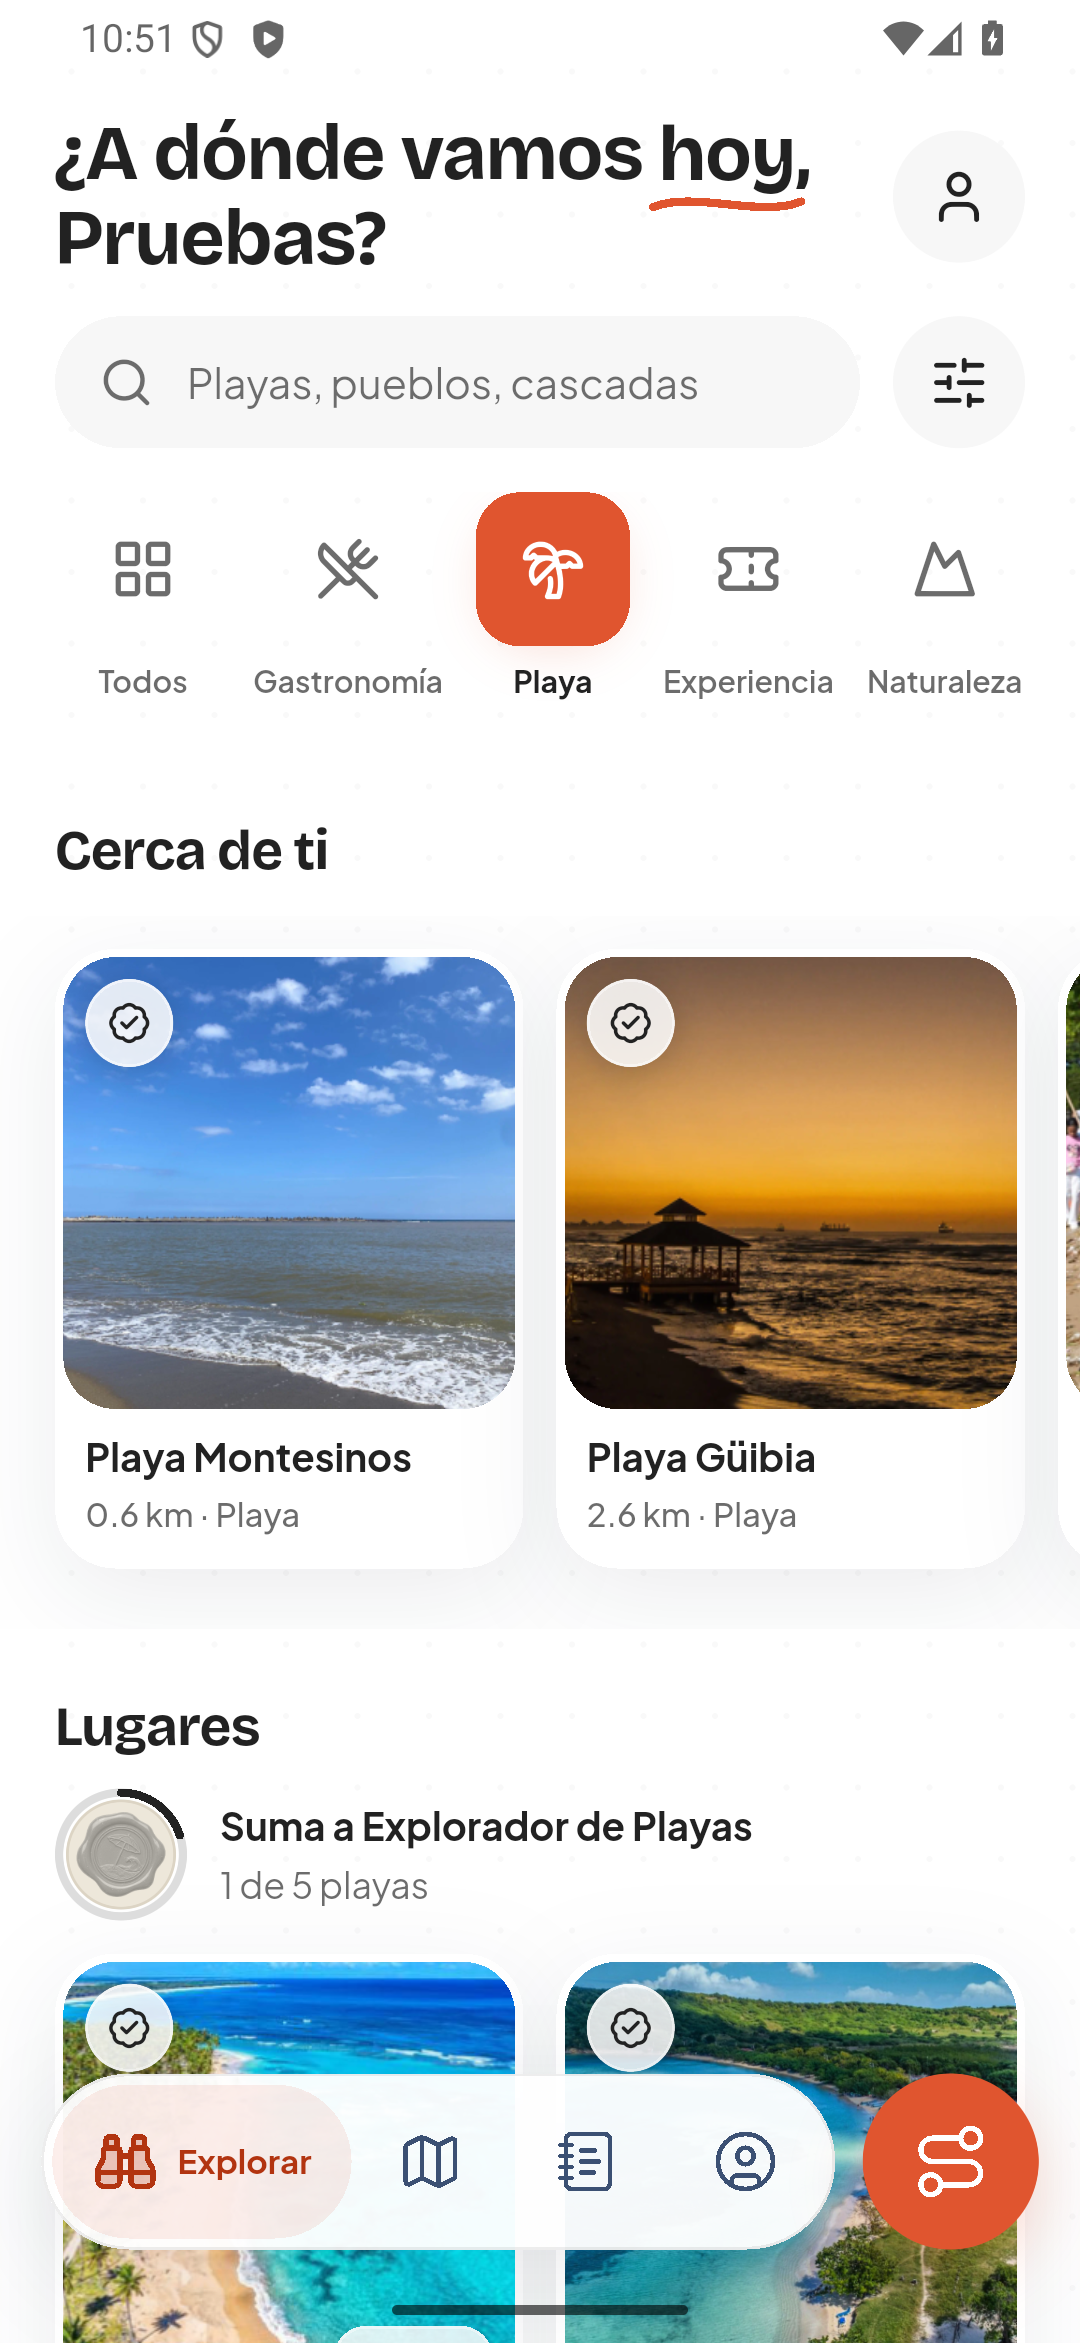 10:51
¿A dónde vamos hoy,
Pruebas?
Playas, pueblos, cascadas
Todos
Gastronomía
Playa
Experiencia
Naturaleza
Cerca de ti
Playa Montesinos
0.6 km · Playa
Playa Güibia
2.6 km · Playa
Lugares
Suma a Explorador de Playas
1 de 5 playas
Explorar